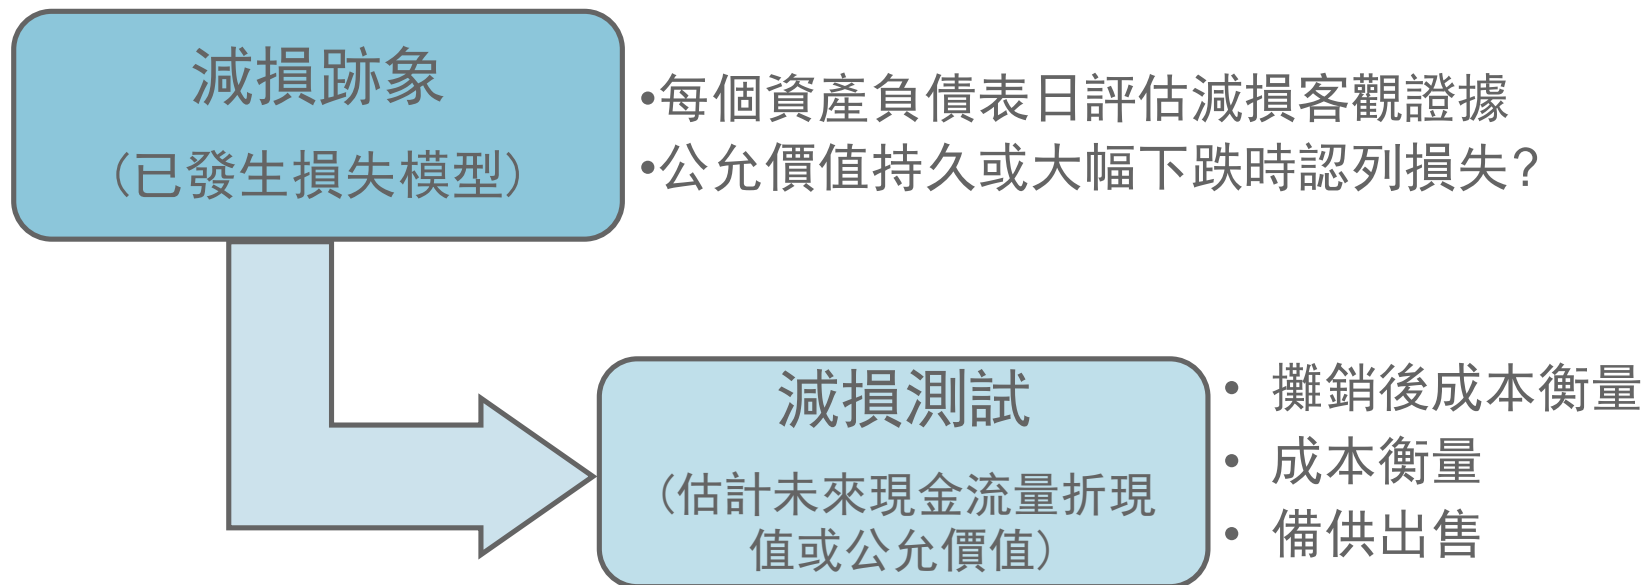 減損跡象
（已發生損失模型）
•每個資產負債表日評估減損客觀證據
•公允價值持久或大幅下跌時認列損失?
減損測試
（估計未來現金流量折現
值或公允價值）
• 攤銷後成本衡量
• 成本衡量
• 備供出售